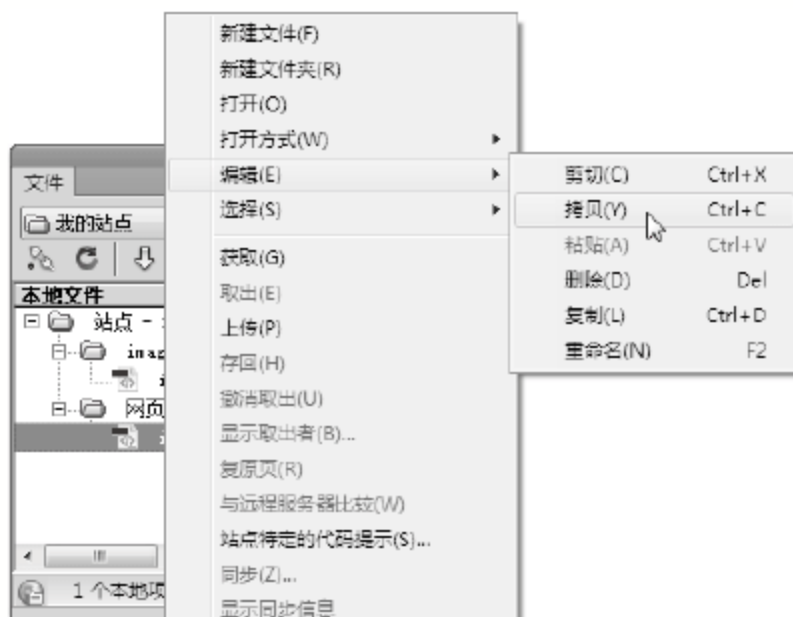 新建文件(F)
新建文件夹(R)
打开(O)
打开方式(W)
编辑(E)
选择(S)
获取(G)
取出(E)
上传(P)
存回(H)
撤消取出(U)
显示取出者(B)...
复原页(R)
与远程服务器比较(W)
站点特定的代码提示(S)...
同步(Z)...
显示同步信息
剪切(C) Ctrl+X
拷贝(Y) Ctrl+C
粘贴(A) Ctrl+V
删除(D) Del
复制(L) Ctrl+D
重命名(N) F2
文件
我的站点
本地文件
站点 -
imag
网页
1 个本地项